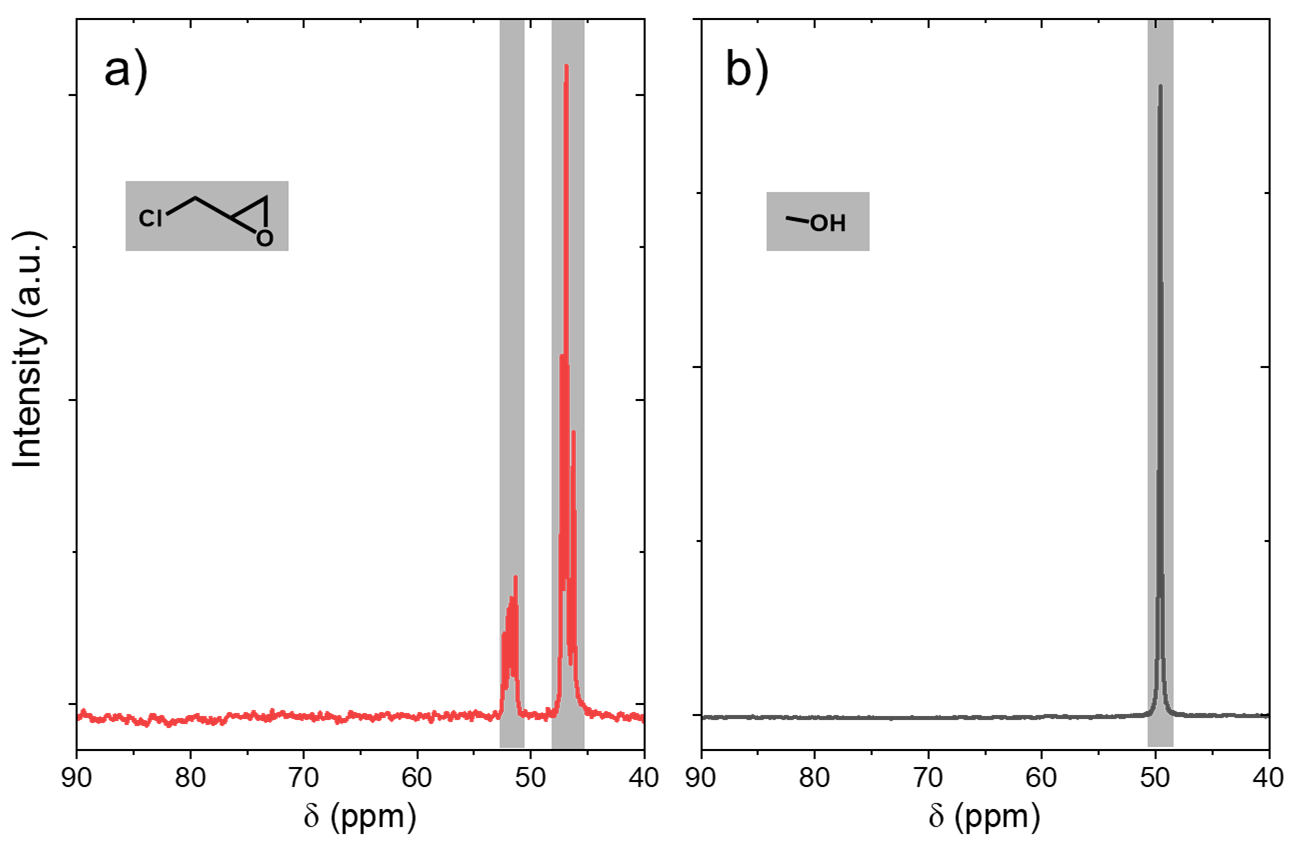 a)
Cl
O
Intensity (a.u.)
90 80 70 60 50 40
δ (ppm)
b)
OH
90 80 70 60 50 40
δ (ppm)